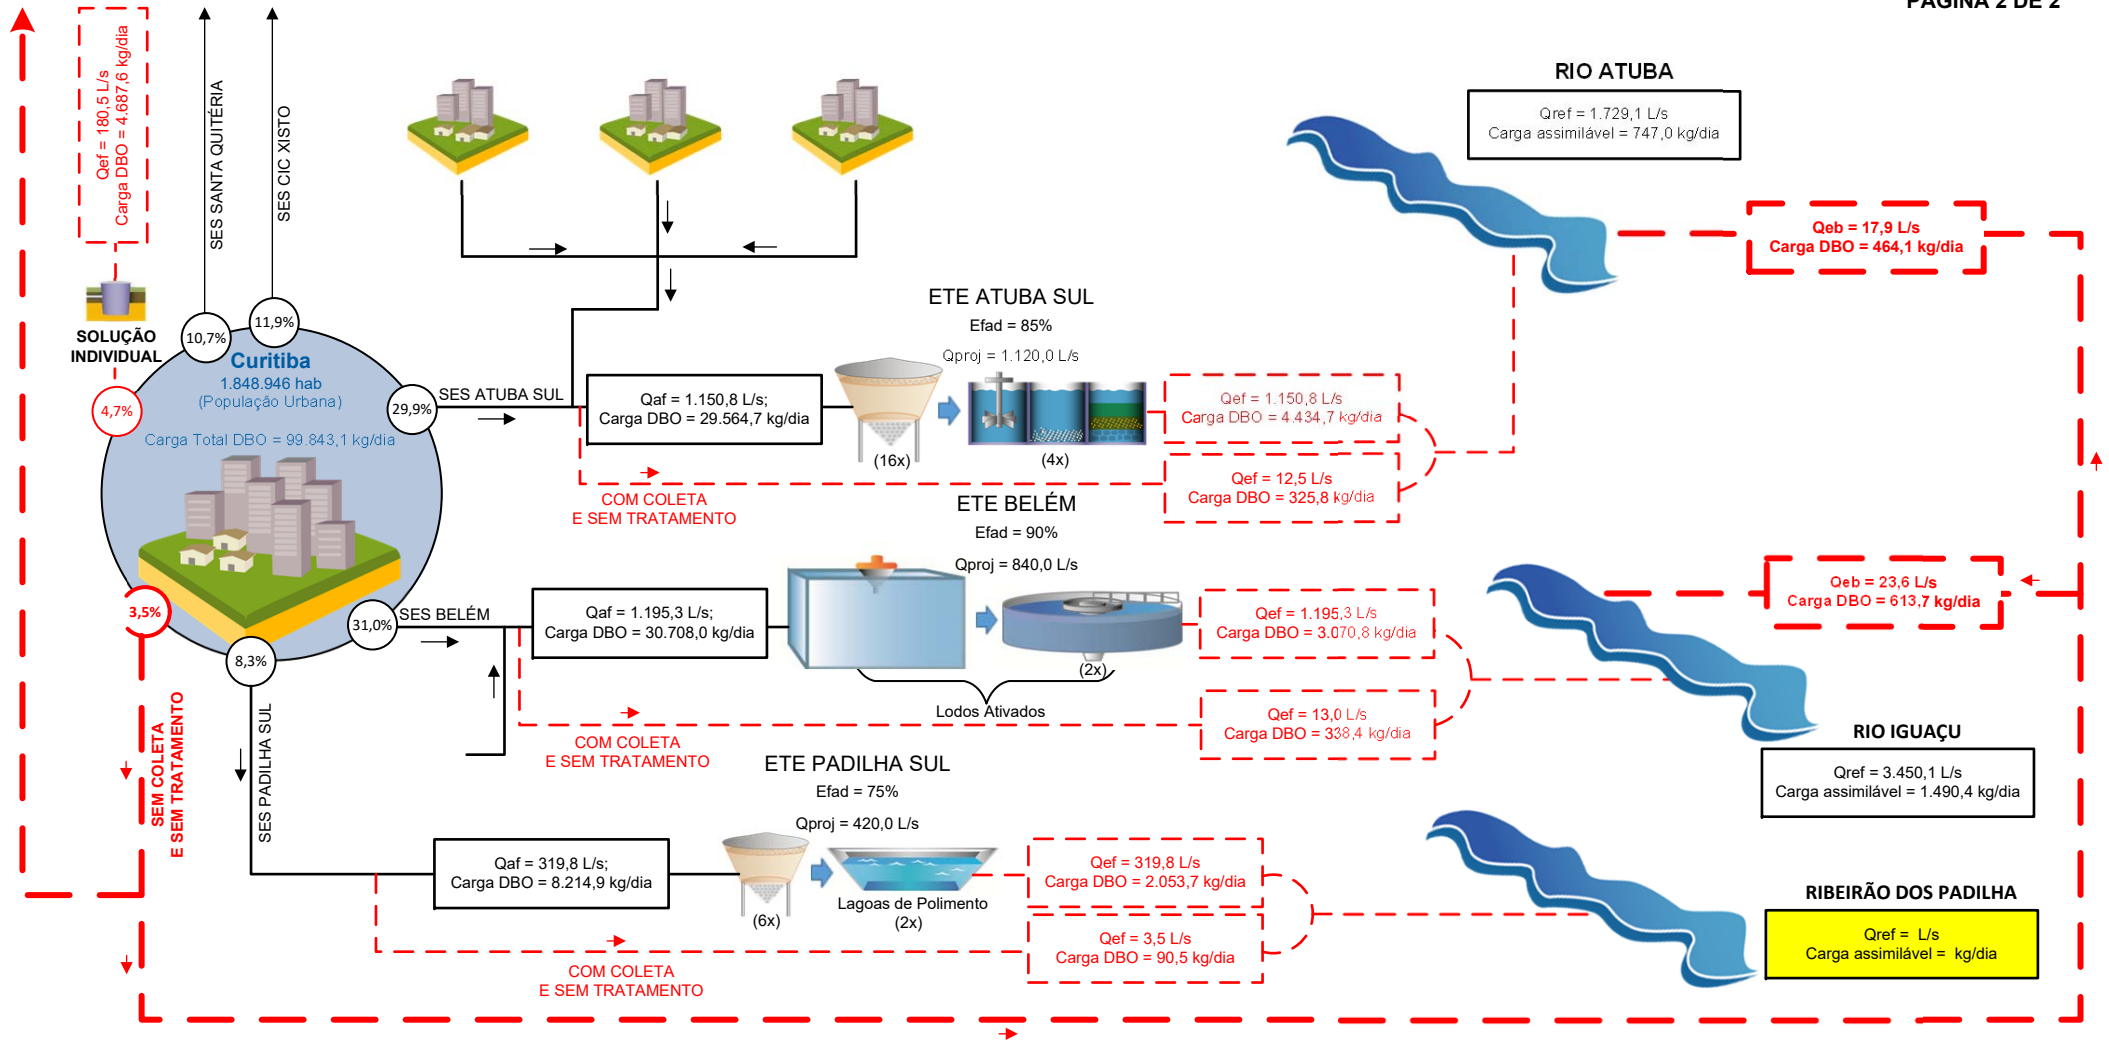 PÁGINA 2 DE 2
Qef = 180,5 L/s
Carga DBO = 4.687,6 kg/dia
SES SANTA QUITÉRIA
SES CIC XISTO
RIO ATUBA
Qref = 1.729,1 L/s
Carga assimilável = 747,0 kg/dia
Qeb = 17,9 L/s
Carga DBO = 464,1 kg/dia
SOLUÇÃO
INDIVIDUAL
10,7%
11,9%
4,7%
29,9%
Curitiba
1.848.946 hab
(População Urbana)
Carga Total DBO = 99.843,1 kg/dia
3,5%
8,3%
31,0%
SES ATUBA SUL
Qaf = 1.150,8 L/s;
Carga DBO = 29.564,7 kg/dia
ETE ATUBA SUL
Efad = 85%
Qproj = 1.120,0 L/s
(16x)
(4x)
Qef = 1.150,8 L/s
Carga DBO = 4.434,7 kg/dia
COM COLETA
E SEM TRATAMENTO
Qef = 12,5 L/s
Carga DBO = 325,8 kg/dia
ETE BELÉM
Efad = 90%
Qproj = 840,0 L/s
SES BELÉM
Qaf = 1.195,3 L/s;
Carga DBO = 30.708,0 kg/dia
(2x)
Lodos Ativados
Qef = 1.195,3 L/s
Carga DBO = 3.070,8 kg/dia
COM COLETA
E SEM TRATAMENTO
Qef = 13,0 L/s
Carga DBO = 338,4 kg/dia
Qeb = 23,6 L/s
Carga DBO = 613,7 kg/dia
RIO IGUAÇU
Qref = 3.450,1 L/s
Carga assimilável = 1.490,4 kg/dia
SEM COLETA
E SEM TRATAMENTO
SES PADILHA SUL
ETE PADILHA SUL
Efad = 75%
Qproj = 420,0 L/s
Qaf = 319,8 L/s;
Carga DBO = 8.214,9 kg/dia
(6x)
Lagoas de Polimento
(2x)
Qef = 319,8 L/s
Carga DBO = 2.053,7 kg/dia
COM COLETA
E SEM TRATAMENTO
Qef = 3,5 L/s
Carga DBO = 90,5 kg/dia
RIBEIRÃO DOS PADILHA
Qref =  L/s
Carga assimilável =  kg/dia